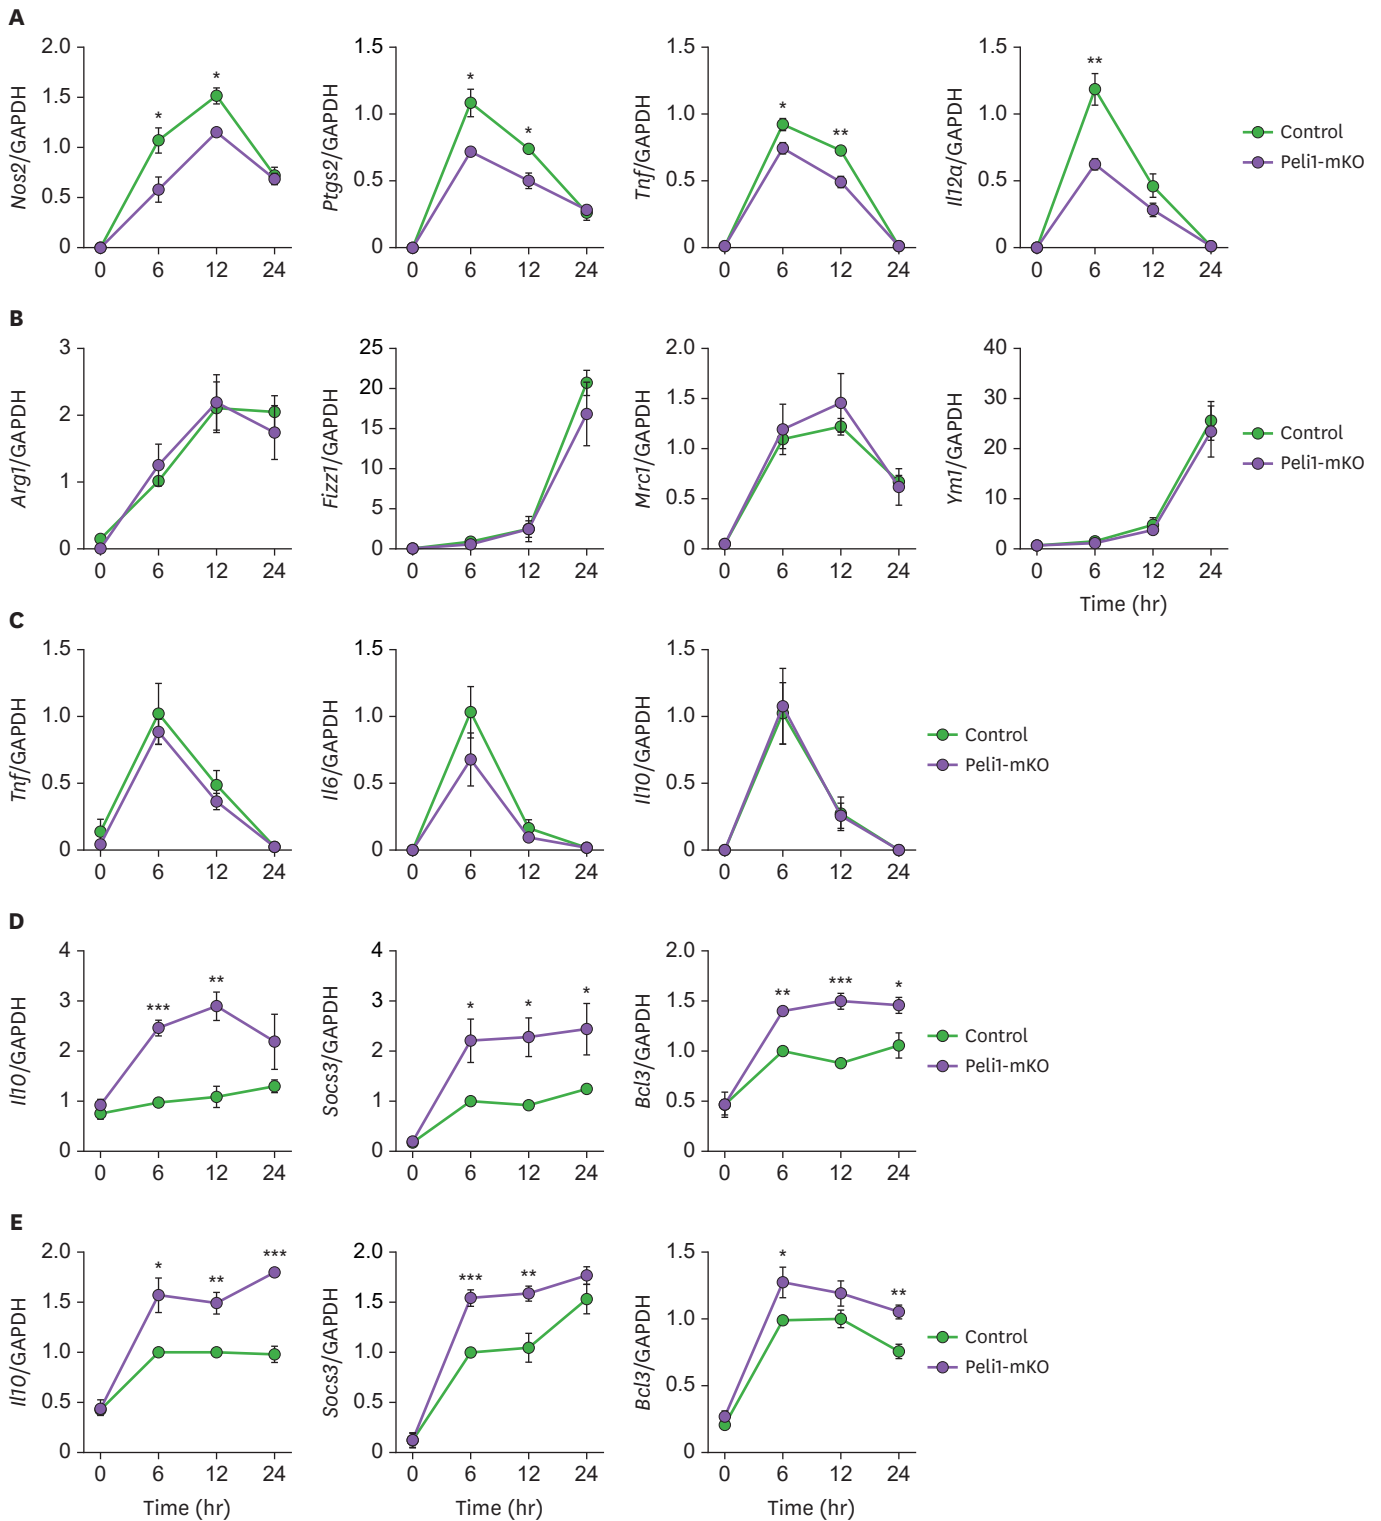 A
Nos2/GAPDH
2.0
1.5
1.0
0.5
0
0 6 12 24
* *
Ptgs2/GAPDH
1.5
1.0
0.5
0
0 6 12 24
* *
Tnf/GAPDH
1.5
1.0
0.5
0
0 6 12 24
* **
Il12a/GAPDH
1.5
1.0
0.5
0
0 6 12 24
**
Control
Peli1-mKO
B
Arg1/GAPDH
3
2
1
0
0 6 12 24
Fizz1/GAPDH
25
20
15
10
5
0
0 6 12 24
Mrc1/GAPDH
2.0
1.5
1.0
0.5
0
0 6 12 24
Ym1/GAPDH
40
30
20
10
0
0 6 12 24
Time (hr)
Control
Peli1-mKO
C
Tnf/GAPDH
1.5
1.0
0.5
0
0 6 12 24
Il6/GAPDH
1.5
1.0
0.5
0
0 6 12 24
Il10/GAPDH
1.5
1.0
0.5
0
0 6 12 24
Control
Peli1-mKO
D
Il10/GAPDH
4
3
2
1
0
0 6 12 24
*** **
Socs3/GAPDH
4
3
2
1
0
0 6 12 24
* * *
Bcl3/GAPDH
2.0
1.5
1.0
0.5
0
0 6 12 24
** *** *
Control
Peli1-mKO
E
Il10/GAPDH
2.0
1.5
1.0
0.5
0
0 6 12 24
* ** ***
Time (hr)
Socs3/GAPDH
2.0
1.5
1.0
0.5
0
0 6 12 24
*** **
Time (hr)
Bcl3/GAPDH
1.5
1.0
0.5
0
0 6 12 24
* **
Time (hr)
Control
Peli1-mKO